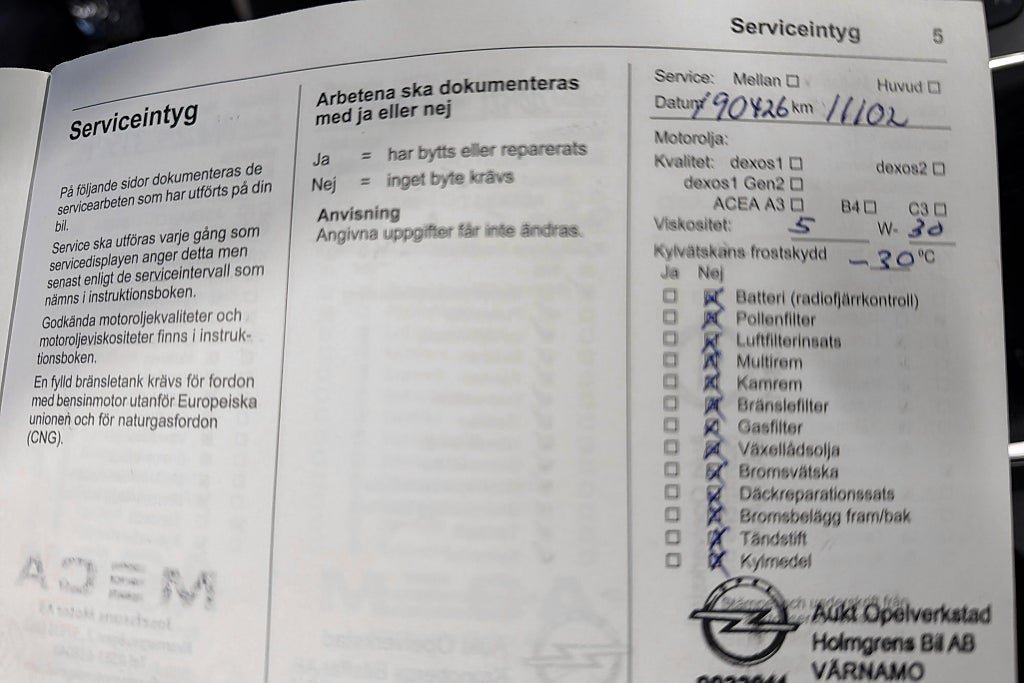 Serviceintyg 5
Serviceintyg
På följande sidor dokumenteras de
servicearbeten som har utförts på din
bil.
Service ska utföras varje gång som
servicedisplayen anger detta men
senast enligt de serviceintervall som
nämns i instruktionsboken.
Godkända motoroljekvaliteter och
motoroljeviskositeter finns i instruk-
tionsboken.
En fylld bränsletank krävs för fordon
med bensinmotor utanför Europeiska
unionen och för naturgasfordon
(CNG).
Arbetena ska dokumenteras
med ja eller nej
Ja = har bytts eller reparerats
Nej = inget byte krävs
Anvisning
Angivna uppgifter får inte ändras.
Service: Mellan Huvud
Datum 190426 km 11102
Motorolja:
Kvalitet: dexos1 dexos2
dexos1 Gen2
ACEA A3 B4 C3
Viskositet: 5 W- 30
Kylvätskans frostskydd -30 °C
Ja Nej
Batteri (radiofjärrkontroll)
Pollenfilter
Luftfilterinsats
Multirem
Kamrem
Bränslefilter
Gasfilter
Växellådsolja
Bromsvätska
Däckreparationssats
Bromsbelägg fram/bak
Tändstift
Kylmedel
Stämpel och underskrift från
Aukt Opelverkstad
Holmgrens Bil AB
VÄRNAMO